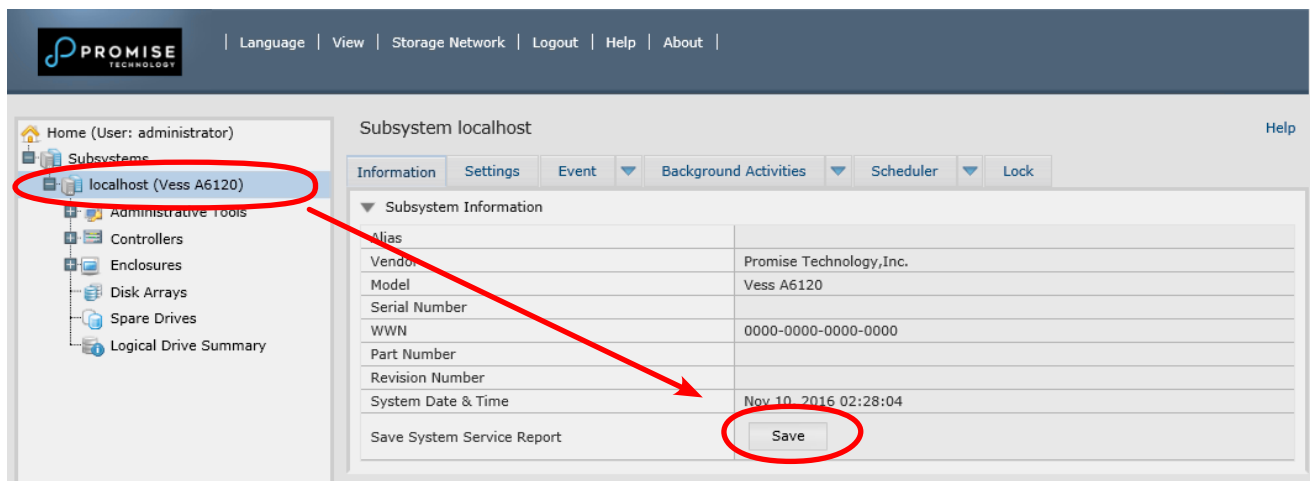 PROMISE
TECHNOLOGY
| Language | View | Storage Network | Logout | Help | About |
Home (User: administrator)
Subsystems
localhost (Vess A6120)
Administrative Tools
Controllers
Enclosures
Disk Arrays
Spare Drives
Logical Drive Summary
Subsystem localhost
Help
Information Settings Event Background Activities Scheduler Lock
Subsystem Information
Alias
Vendor Promise Technology,Inc.
Model Vess A6120
Serial Number
WWN 0000-0000-0000-0000
Part Number
Revision Number
System Date & Time Nov 10, 2016 02:28:04
Save System Service Report Save